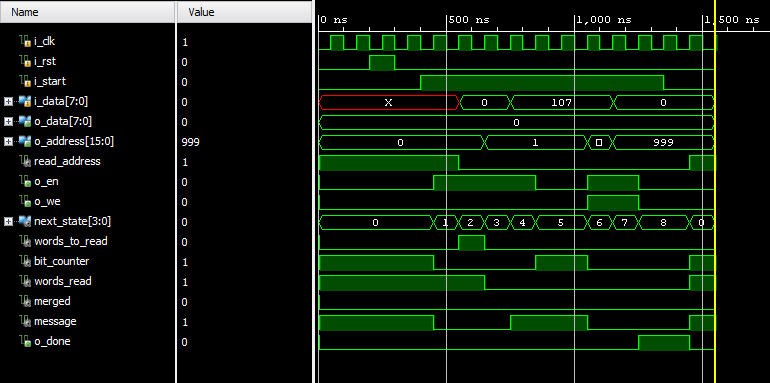 Name Value 0 ns 500 ns 1,000 ns 1,500 ns
i_clk 1
i_rst 0
i_start 0
i_data[7:0] 0 X 0 107 0
o_data[7:0] 0 0
o_address[15:0] 999 0 1 999
read_address 1
o_en 0
o_we 0
next_state[3:0] 0 0 1 2 3 4 5 6 7 8 0
words_to_read 0
bit_counter 1
words_read 1
merged 0
message 1
o_done 0